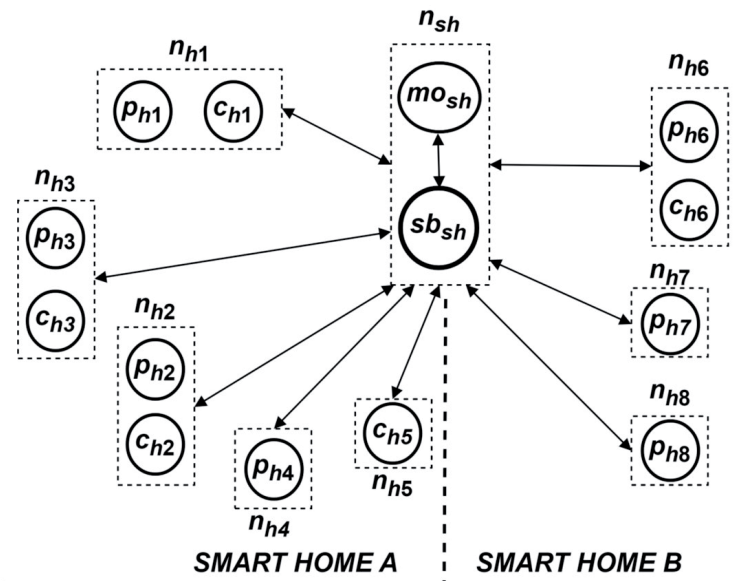 n_sh
mo_sh
sb_sh
n_h1
p_h1 c_h1
n_h3
p_h3
c_h3
n_h2
p_h2
c_h2
p_h4
n_h4
c_h5
n_h5
n_h6
p_h6
c_h6
n_h7
p_h7
n_h8
p_h8
SMART HOME A
SMART HOME B